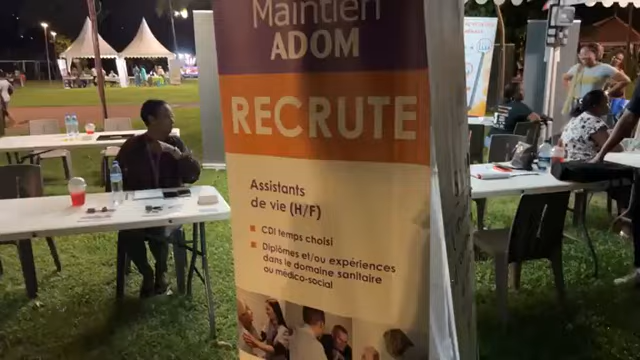 Maintien
ADOM
RECRUTE
Assistants
de vie (H/F)
CDI temps choisi
Diplômes et/ou expériences
dans le domaine sanitaire
ou médico-social